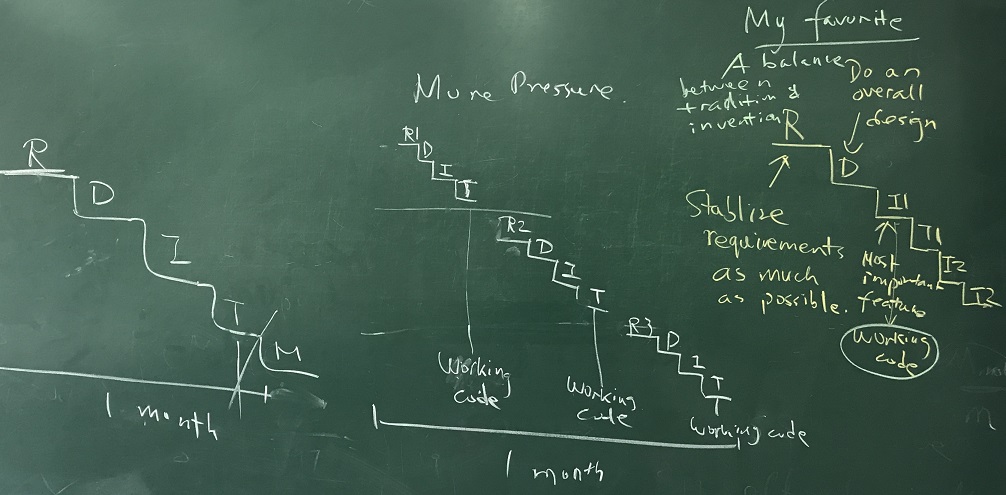 R
D
I
T
M
1 month
More Pressure.
R1
D
I
T
R2
D
I
T
R3
D
I
T
Working
code
Working
code
Working code
1 month
My favorite
A balance
between
tradition &
invention
Do an
overall
design
R
D
I1
T1
I2
T2
Stablize
requirements
as much
as possible.
Most
important
feature
Working
code